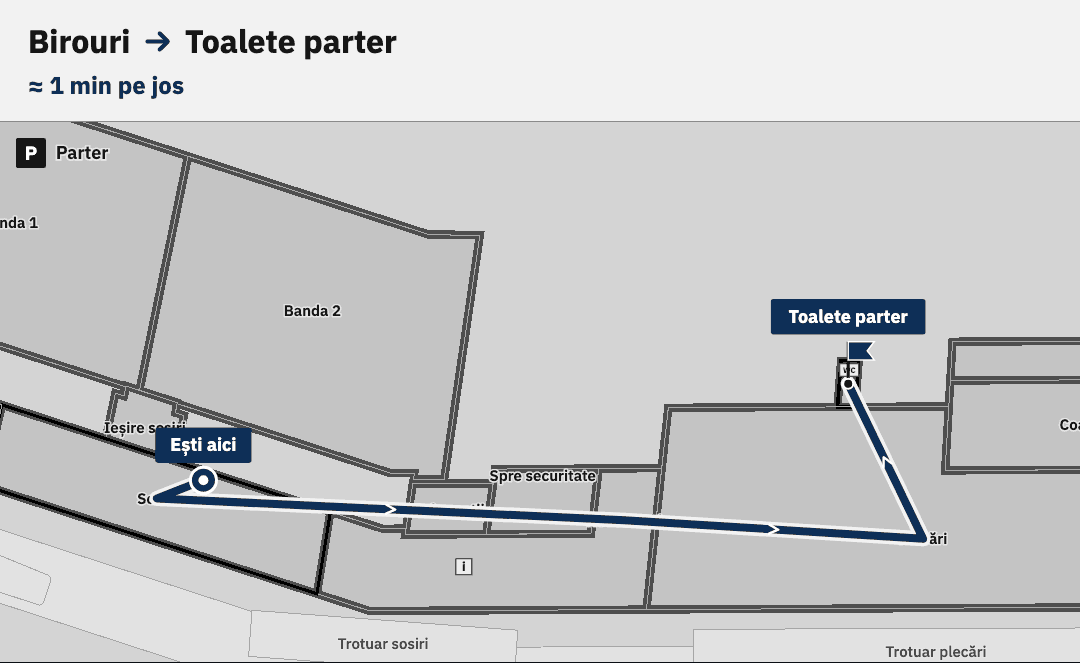 Birouri → Toalete parter
≈ 1 min pe jos
P Parter
nda 1
Banda 2
Toalete parter
WC
Ieșire sosiri
Ești aici
Spre securitate
ări
i
Trotuar sosiri
Trotuar plecări